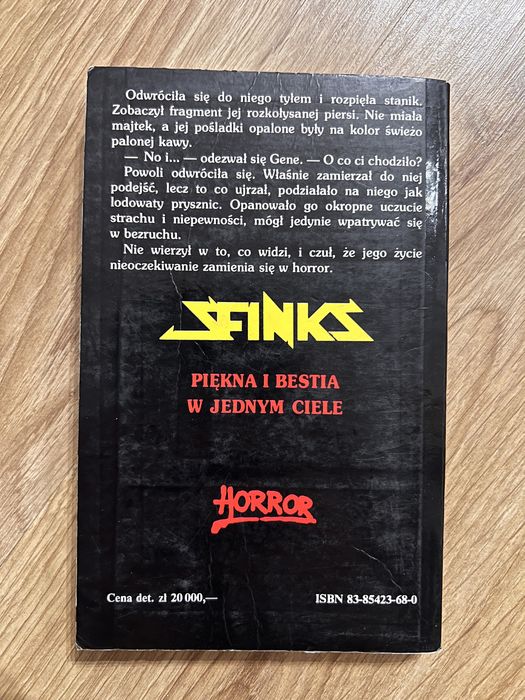 Odwróciła się do niego tyłem i rozpięła stanik.
Zobaczył fragment jej rozkołysanej piersi. Nie miała
majtek, a jej pośladki opalone były na kolor świeżo
palonej kawy.
— No i... — odezwał się Gene. — O co ci chodziło?
Powoli odwróciła się. Właśnie zamierzał do niej
podejść, lecz to co ujrzał, podziałało na niego jak
lodowaty prysznic. Opanowało go okropne uczucie
strachu i niepewności, mógł jedynie wpatrywać się
w bezruchu.
Nie wierzył w to, co widzi, i czuł, że jego życie
nieoczekiwanie zamienia się w horror.
SFINKS
PIĘKNA I BESTIA
W JEDNYM CIELE
HORROR
Cena det. zl 20 000,—
ISBN 83-85423-68-0